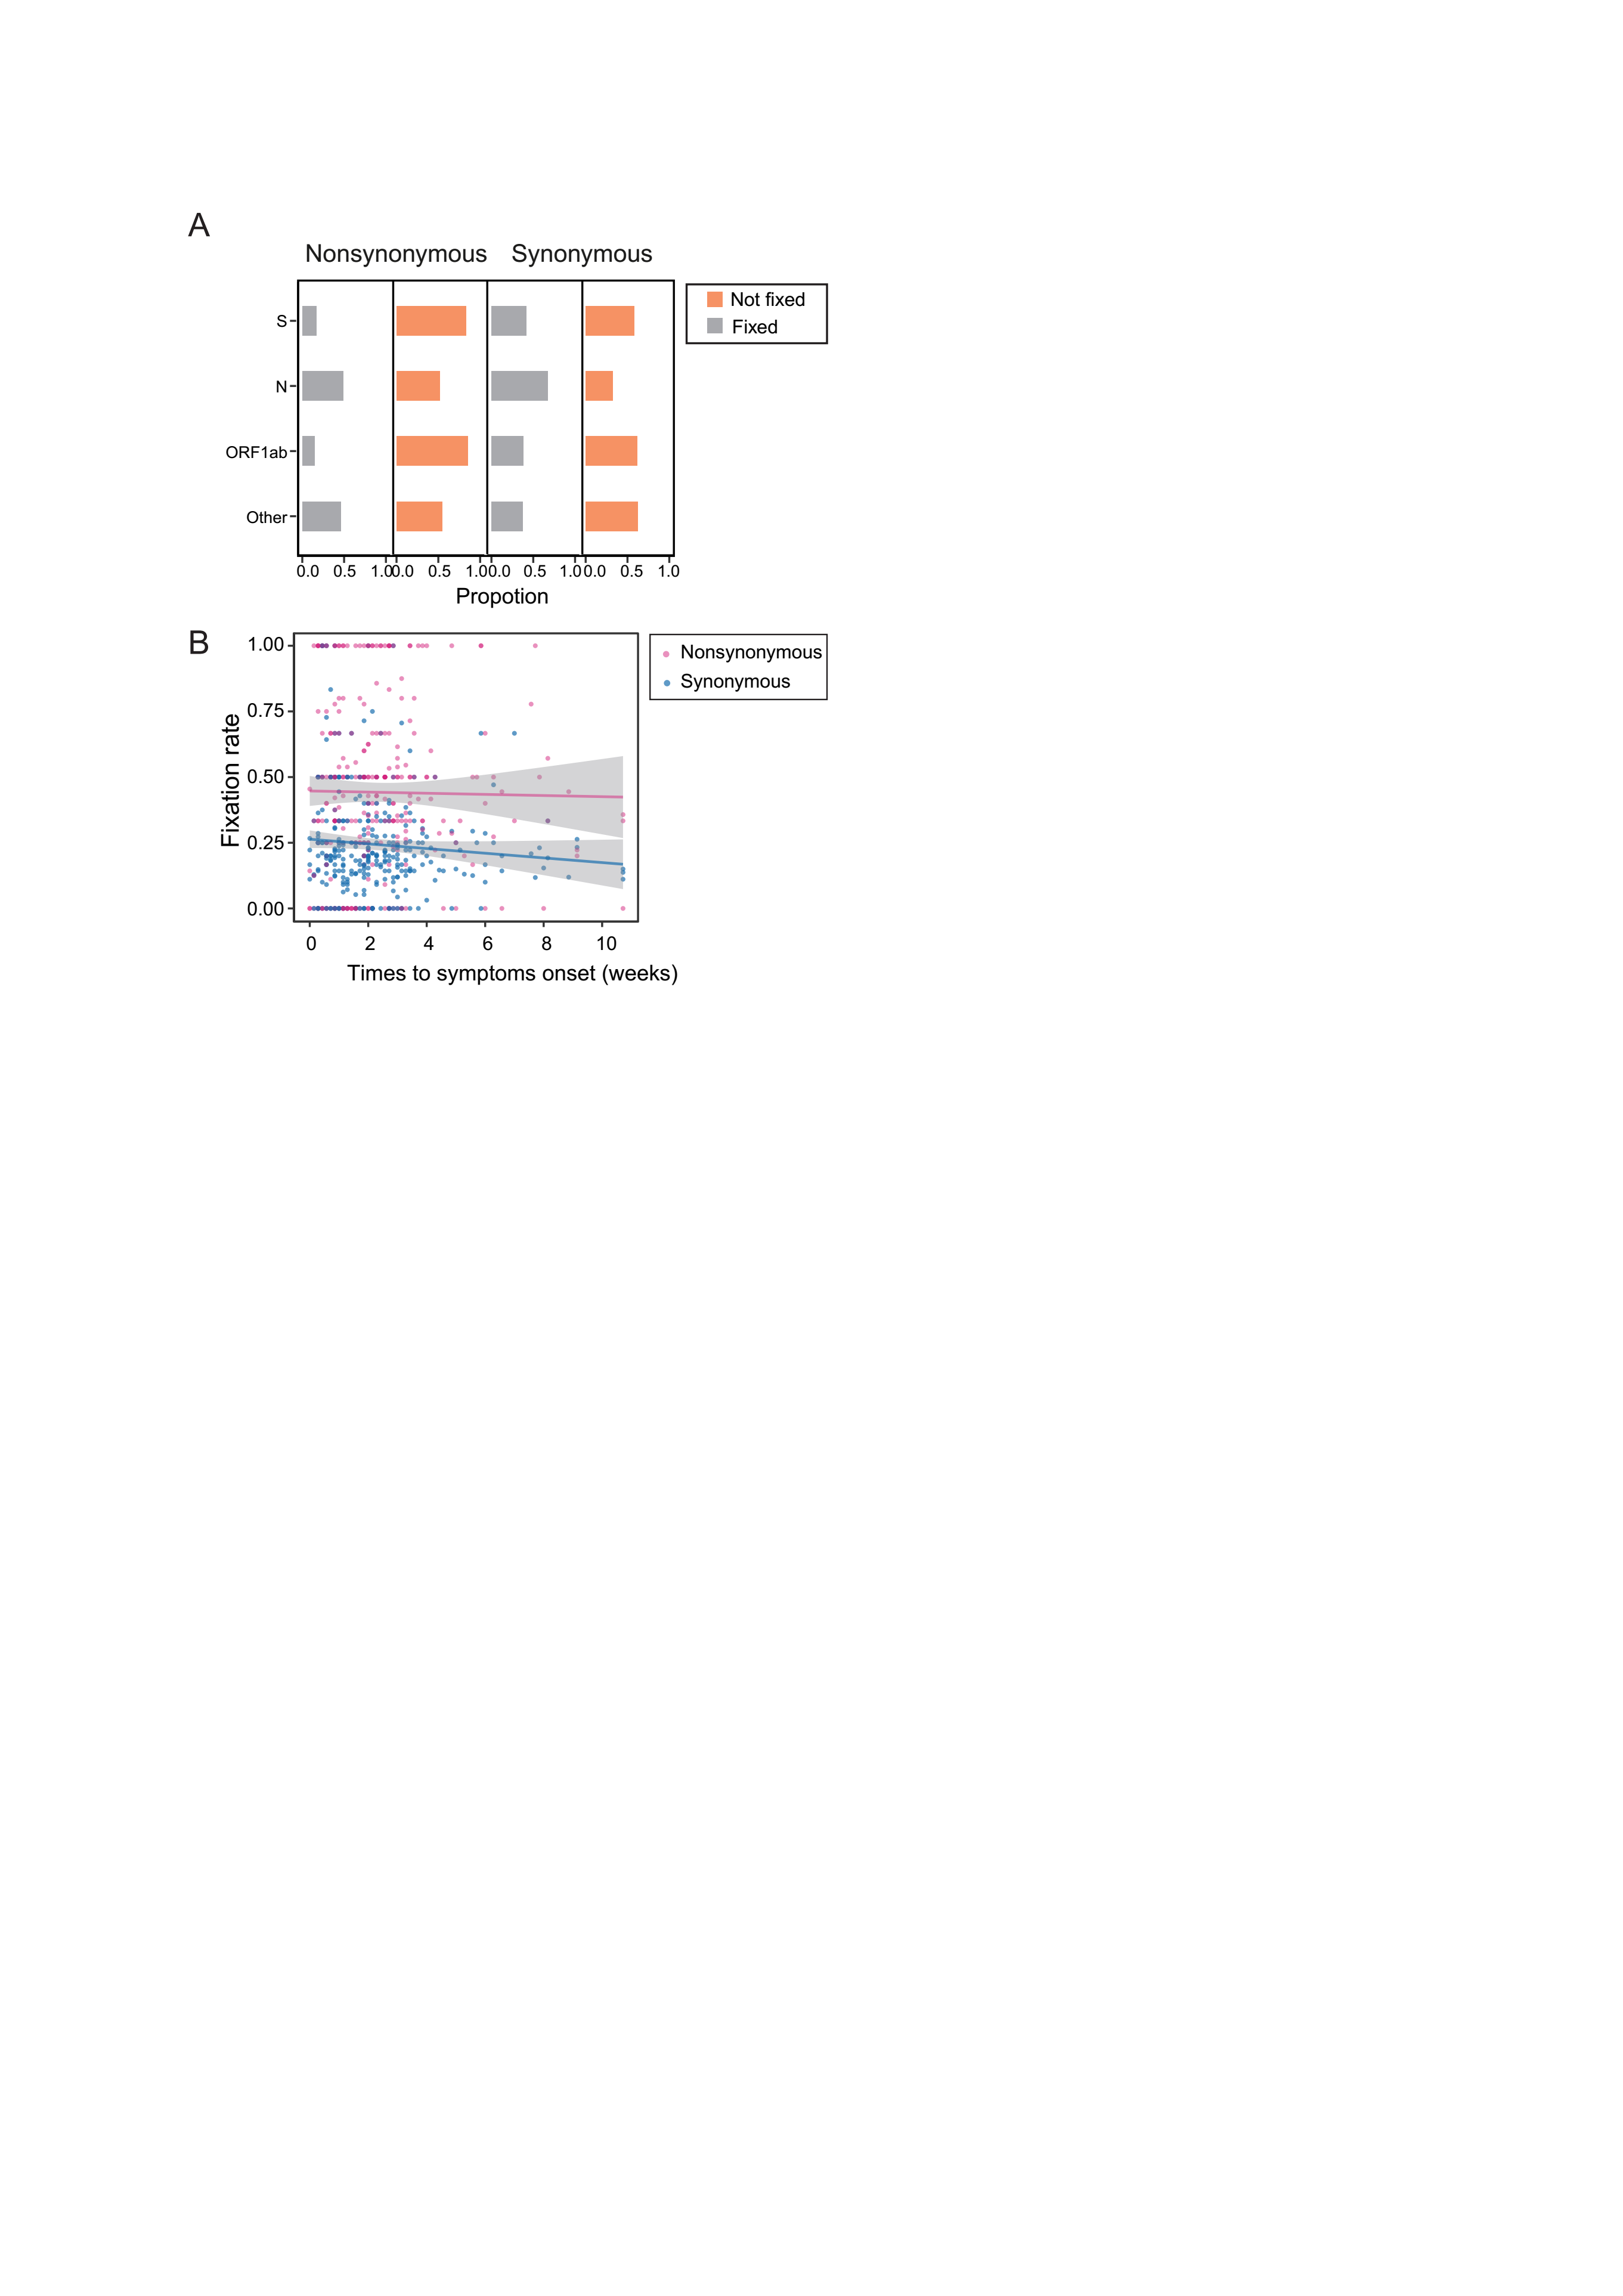 A
Nonsynonymous Synonymous
Not fixed
Fixed
S
N
ORF1ab
Other
0.0 0.5 1.0 0.0 0.5 1.0 0.0 0.5 1.0 0.0 0.5 1.0
Propotion
B
Nonsynonymous
Synonymous
Fixation rate
1.00
0.75
0.50
0.25
0.00
0 2 4 6 8 10
Times to symptoms onset (weeks)